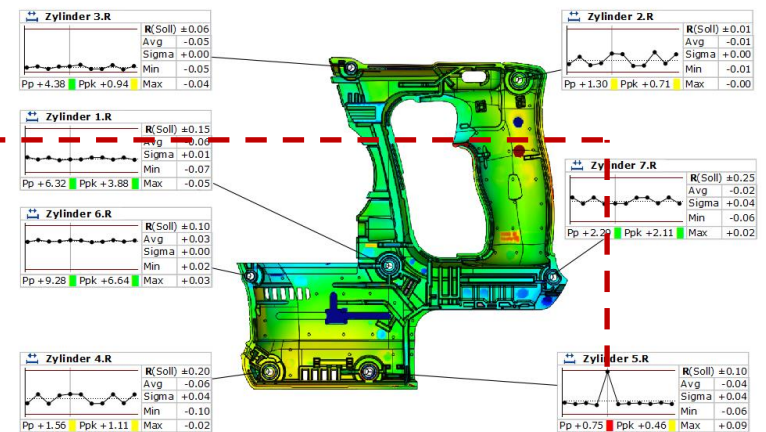 Zylinder 3.R
R(Soll) ±0.06
Avg -0.05
Sigma +0.00
Min -0.05
Pp +4.38 Ppk +0.94 Max -0.04
Zylinder 2.R
R(Soll) ±0.01
Avg -0.01
Sigma +0.00
Min -0.01
Pp +1.30 Ppk +0.71 Max -0.00
Zylinder 1.R
R(Soll) ±0.15
Avg -0.06
Sigma +0.01
Min -0.07
Pp +6.32 Ppk +3.88 Max -0.05
Zylinder 7.R
R(Soll) ±0.25
Avg -0.02
Sigma +0.04
Min -0.06
Pp +2.29 Ppk +2.11 Max +0.02
Zylinder 6.R
R(Soll) ±0.10
Avg +0.03
Sigma +0.00
Min +0.02
Pp +9.28 Ppk +6.64 Max +0.03
Zylinder 4.R
R(Soll) ±0.20
Avg -0.06
Sigma +0.04
Min -0.10
Pp +1.56 Ppk +1.11 Max -0.02
Zylinder 5.R
R(Soll) ±0.10
Avg -0.04
Sigma +0.04
Min -0.06
Pp +0.75 Ppk +0.46 Max +0.09